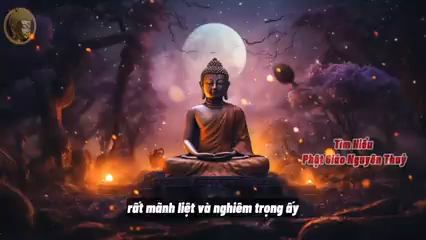 Tìm Hiểu
Phật Giáo Nguyên Thuỷ
rất mãnh liệt và nghiêm trọng ấy